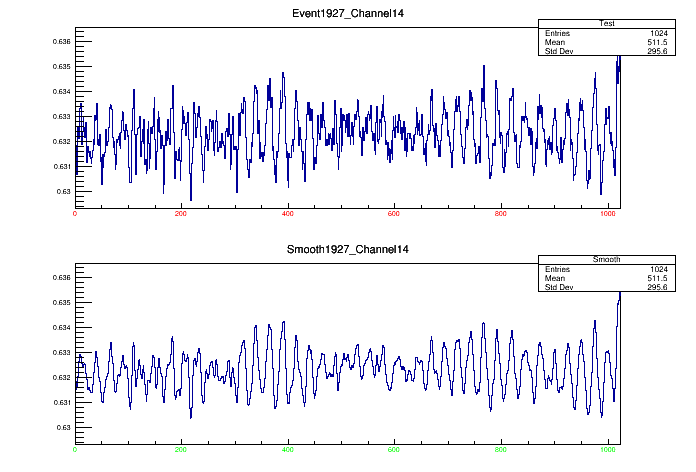 Event1927_Channel14
Test
Entries 1024
Mean 511.5
Std Dev 295.6
0.636
0.635
0.634
0.633
0.632
0.631
0.63
0 200 400 600 800 1000
Smooth1927_Channel14
Smooth
Entries 1024
Mean 511.5
Std Dev 295.6
0.636
0.635
0.634
0.633
0.632
0.631
0.63
0 200 400 600 800 1000